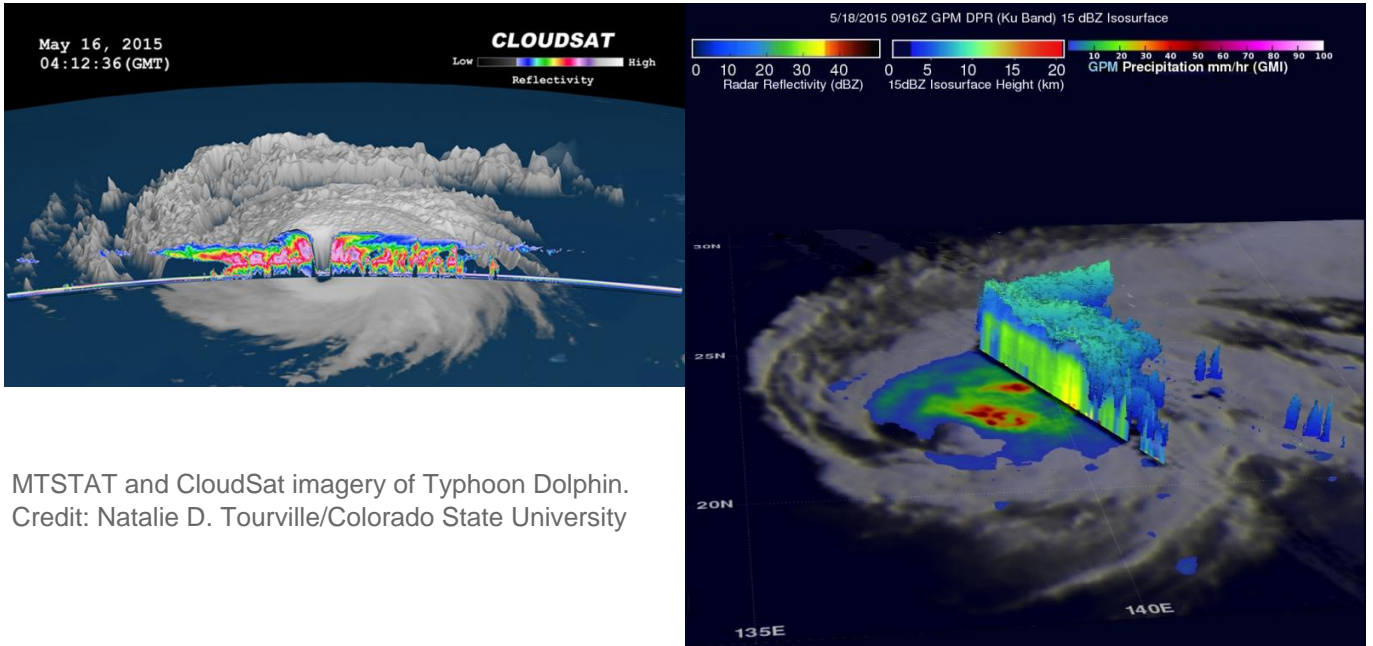 May 16, 2015
04:12:36(GMT)
CLOUDSAT
Low High
Reflectivity
MTSTAT and CloudSat imagery of Typhoon Dolphin.
Credit: Natalie D. Tourville/Colorado State University
5/18/2015 0916Z GPM DPR (Ku Band) 15 dBZ Isosurface
0 10 20 30 40
Radar Reflectivity (dBZ)
0 5 10 15 20
15dBZ Isosurface Height (km)
10 20 30 40 50 60 70 80 90 100
GPM Precipitation mm/hr (GMI)
30N
25N
20N
140E
135E